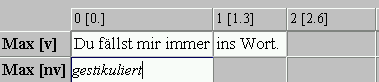 0 [0.] 1 [1.3] 2 [2.6]
Max [v] Du fällst mir immer ins Wort.
Max [nv] gestikuliert